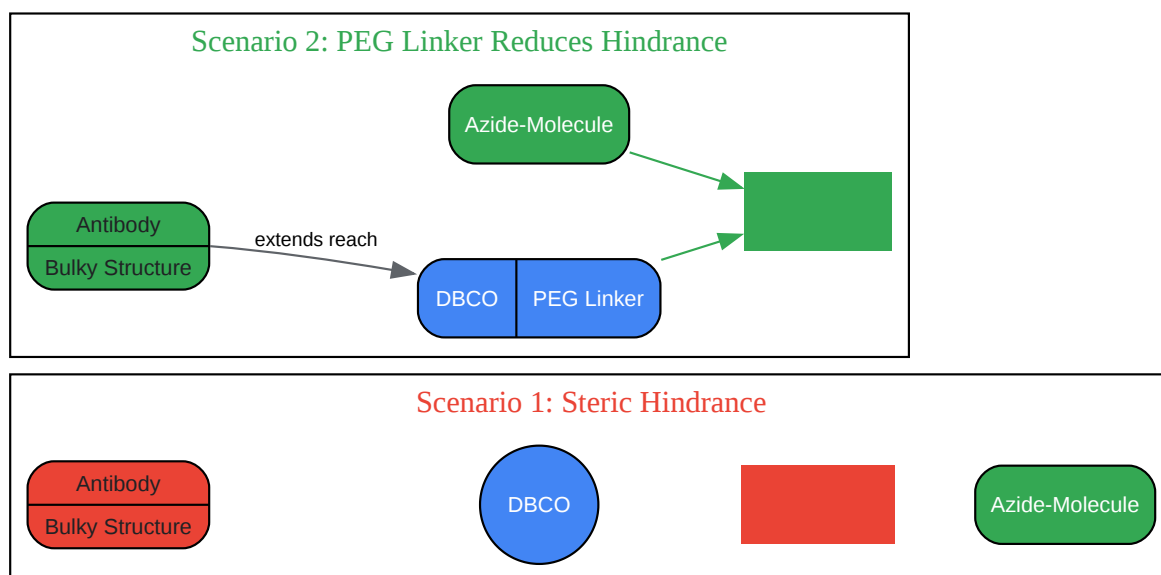 Scenario 2: PEG Linker Reduces Hindrance
Azide-Molecule
Antibody
Bulky Structure
extends reach
DBCO
PEG Linker
Scenario 1: Steric Hindrance
Antibody
Bulky Structure
DBCO
Azide-Molecule